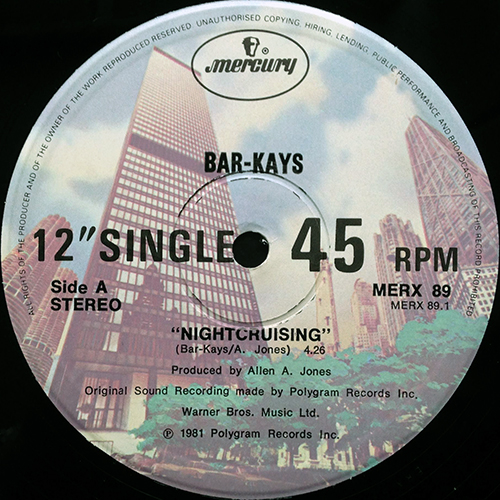 ALL RIGHTS OF THE PRODUCER AND OF THE OWNER OF THE WORK REPRODUCED RESERVED. UNAUTHORISED COPYING, HIRING, LENDING, PUBLIC PERFORMANCE AND BROADCASTING OF THIS RECORD PROHIBITED.
®
mercury
BAR-KAYS
12" SINGLE 45 RPM
Side A
STEREO
MERX 89
MERX 89.1
"NIGHTCRUISING"
(Bar-Kays/A. Jones) 4.26
Produced by Allen A. Jones
Original Sound Recording made by Polygram Records Inc.
Warner Bros. Music Ltd.
℗ 1981 Polygram Records Inc.